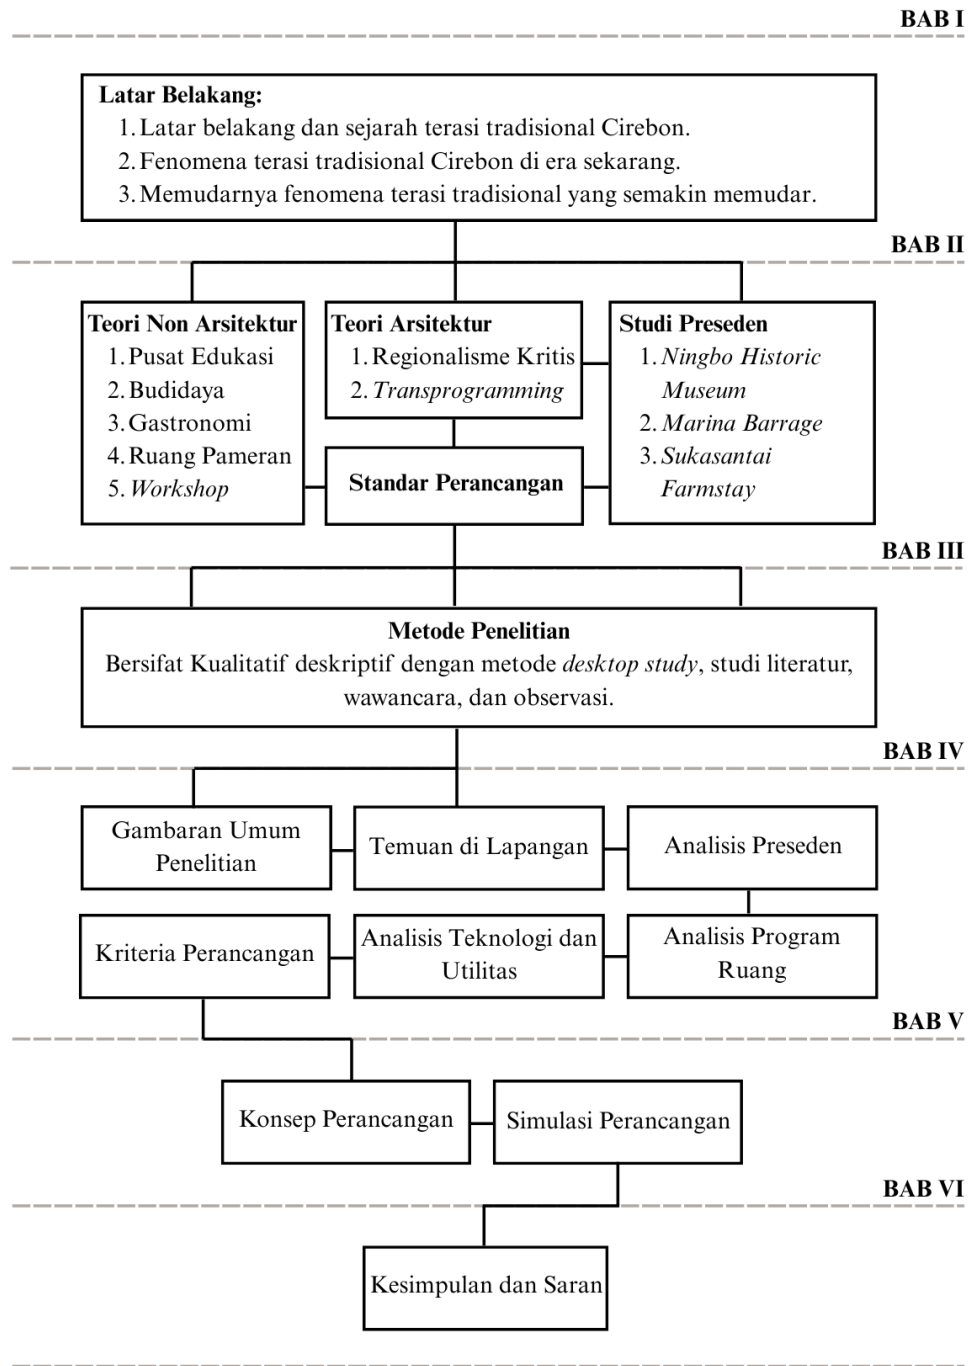 BAB I
Latar Belakang:
1. Latar belakang dan sejarah terasi tradisional Cirebon.
2. Fenomena terasi tradisional Cirebon di era sekarang.
3. Memudarnya fenomena terasi tradisional yang semakin memudar.
BAB II
Teori Non Arsitektur
1. Pusat Edukasi
2. Budidaya
3. Gastronomi
4. Ruang Pameran
5. Workshop
Teori Arsitektur
1. Regionalisme Kritis
2. Transprogramming
Standar Perancangan
Studi Preseden
1. Ningbo Historic
Museum
2. Marina Barrage
3. Sukasantai
Farmstay
BAB III
Metode Penelitian
Bersifat Kualitatif deskriptif dengan metode desktop study, studi literatur,
wawancara, dan observasi.
BAB IV
Gambaran Umum
Penelitian
Temuan di Lapangan
Analisis Preseden
Kriteria Perancangan
Analisis Teknologi dan
Utilitas
Analisis Program
Ruang
BAB V
Konsep Perancangan
Simulasi Perancangan
BAB VI
Kesimpulan dan Saran